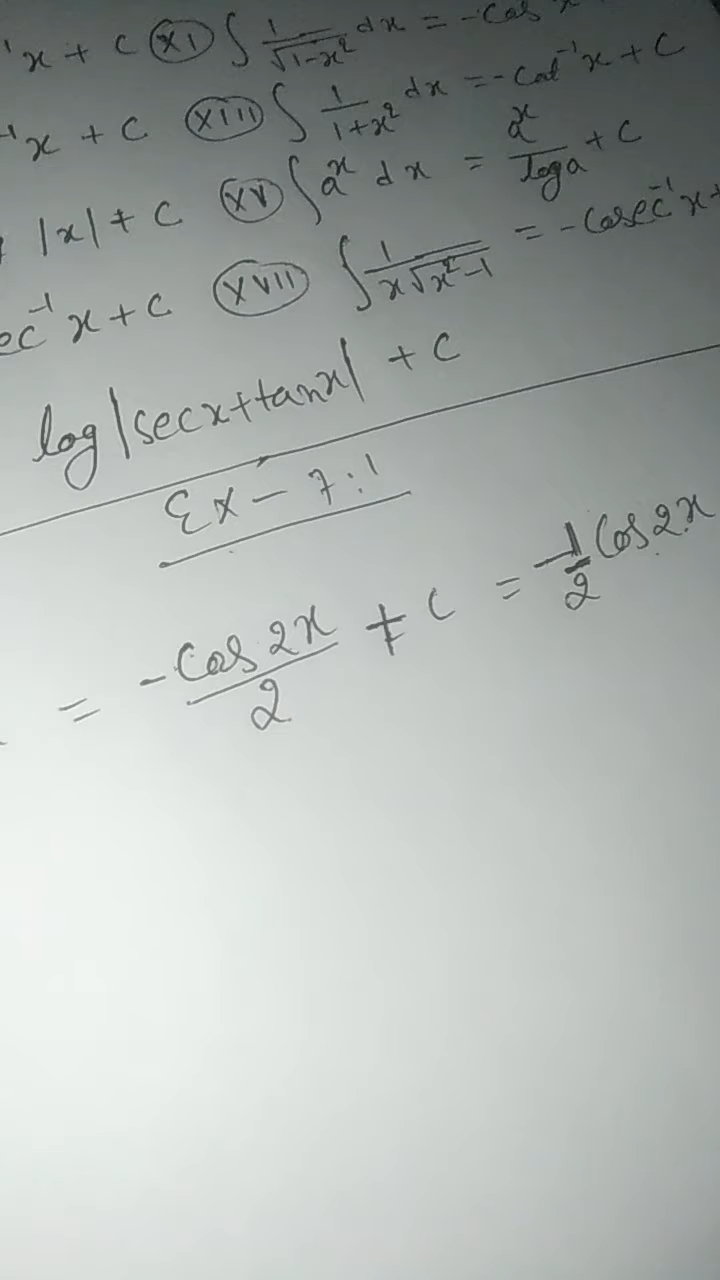 x + c (XI) ∫ 1/√1-x² dx = -cos x
⁻¹x + c (XIII) ∫ 1/1+x² dx = -cot⁻¹x + c
|x| + c (XV) ∫ aˣ dx = aˣ/log a + c
ec⁻¹x + c (XVII) ∫ 1/x√x²-1 = -cosec⁻¹x +
log|secx+tanx| + c
Ex - 7.1
= -cos 2x/2 + c = -1/2 cos 2x